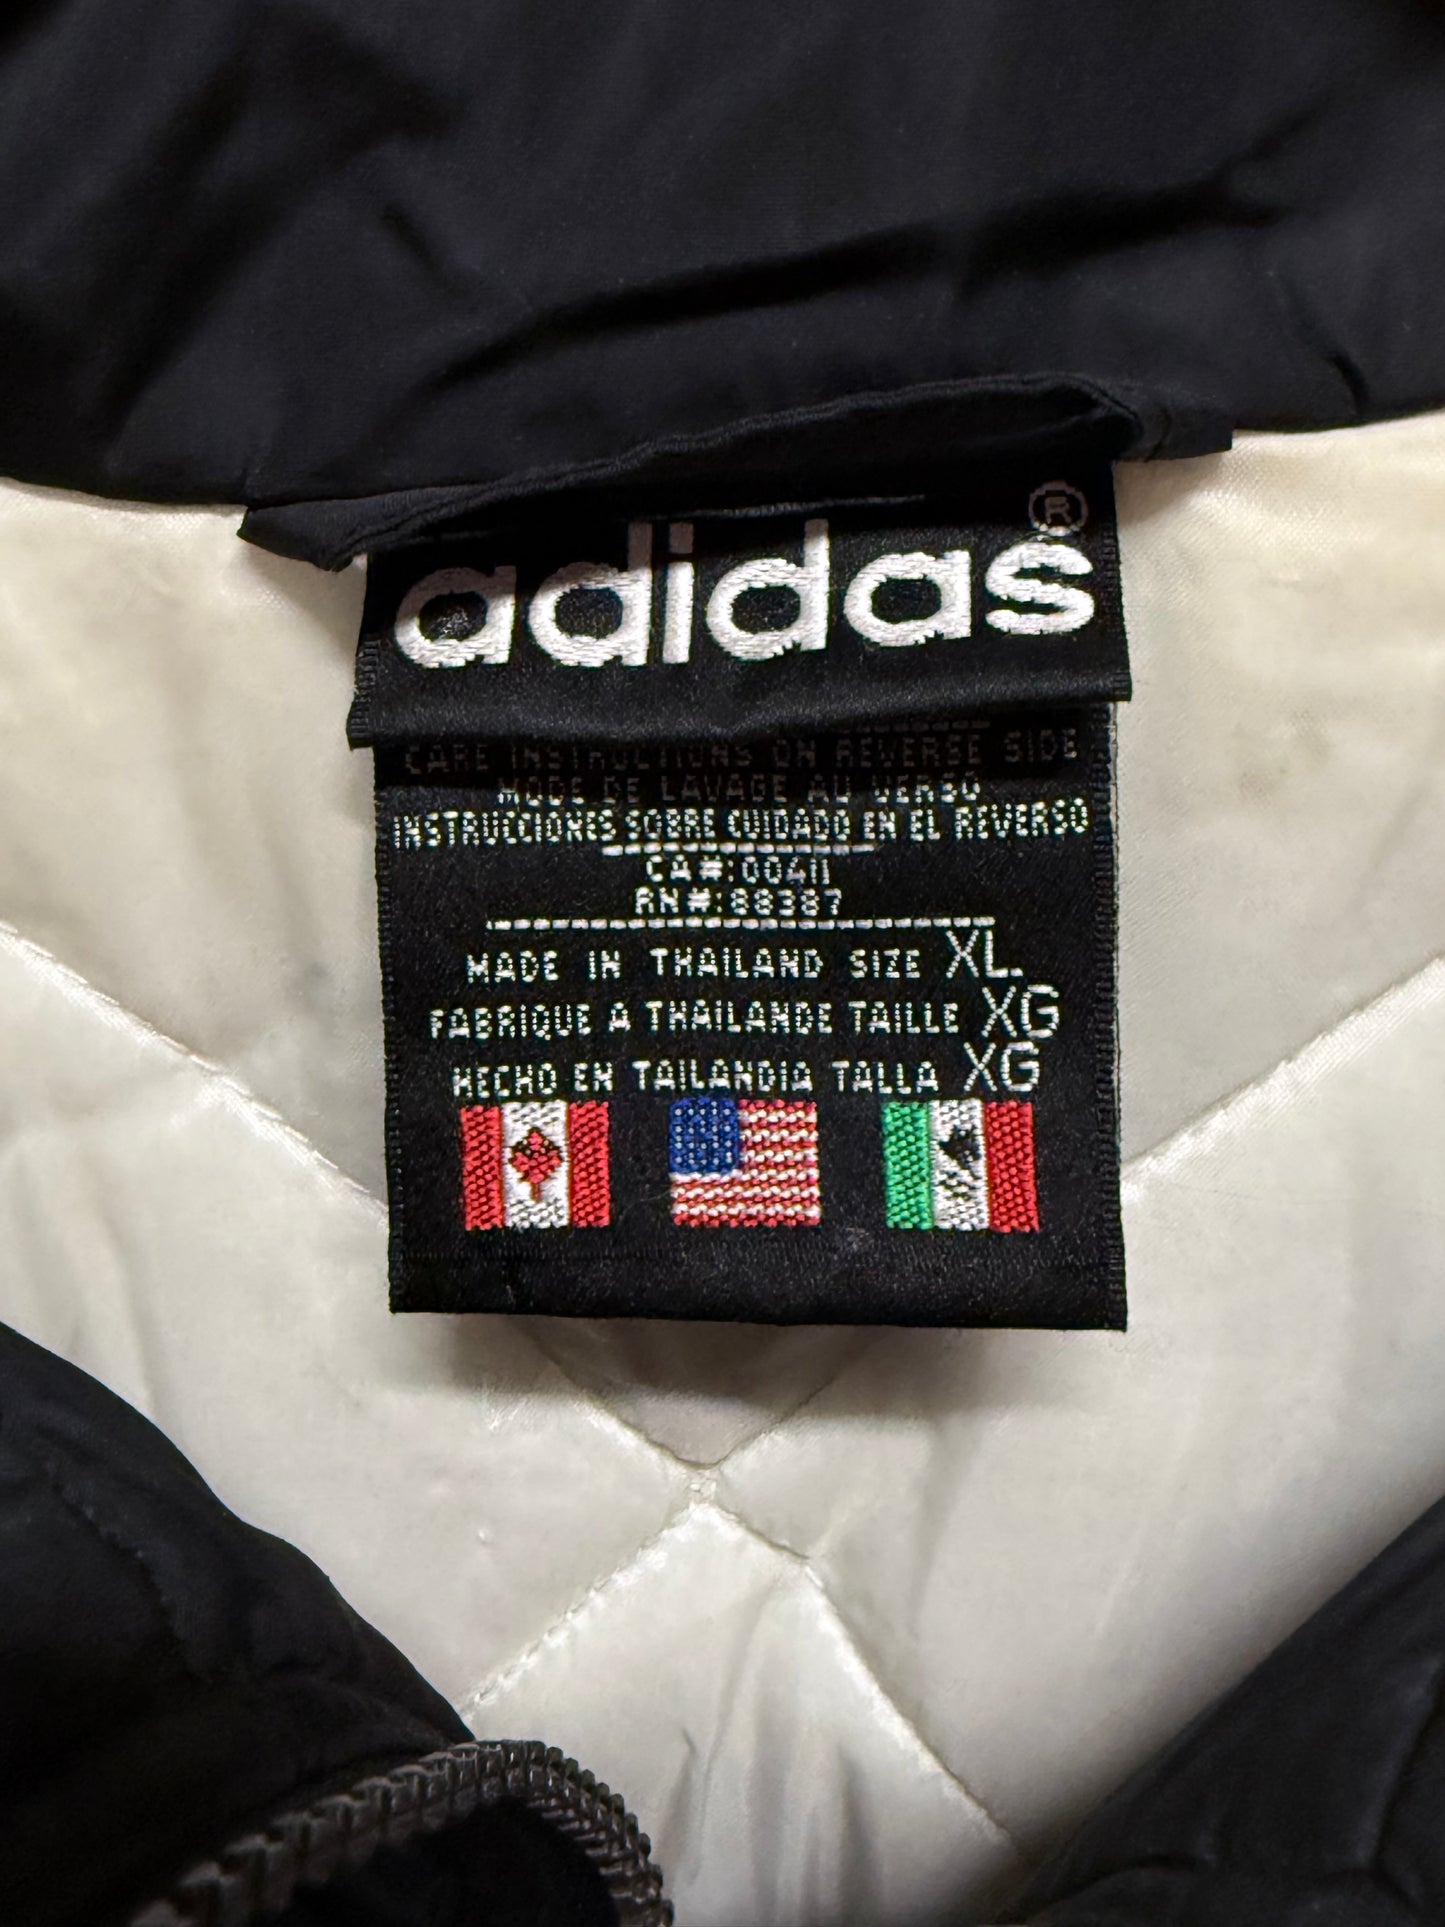 adidas®
CARE INSTRUCTIONS ON REVERSE SIDE
MODE DE LAVAGE AU VERSO
INSTRUCCIONES SOBRE CUIDADO EN EL REVERSO
CA#:00411
RN#:88387
MADE IN THAILAND SIZE XL
FABRIQUE A THAILANDE TAILLE XG
HECHO EN TAILANDIA TALLA XG